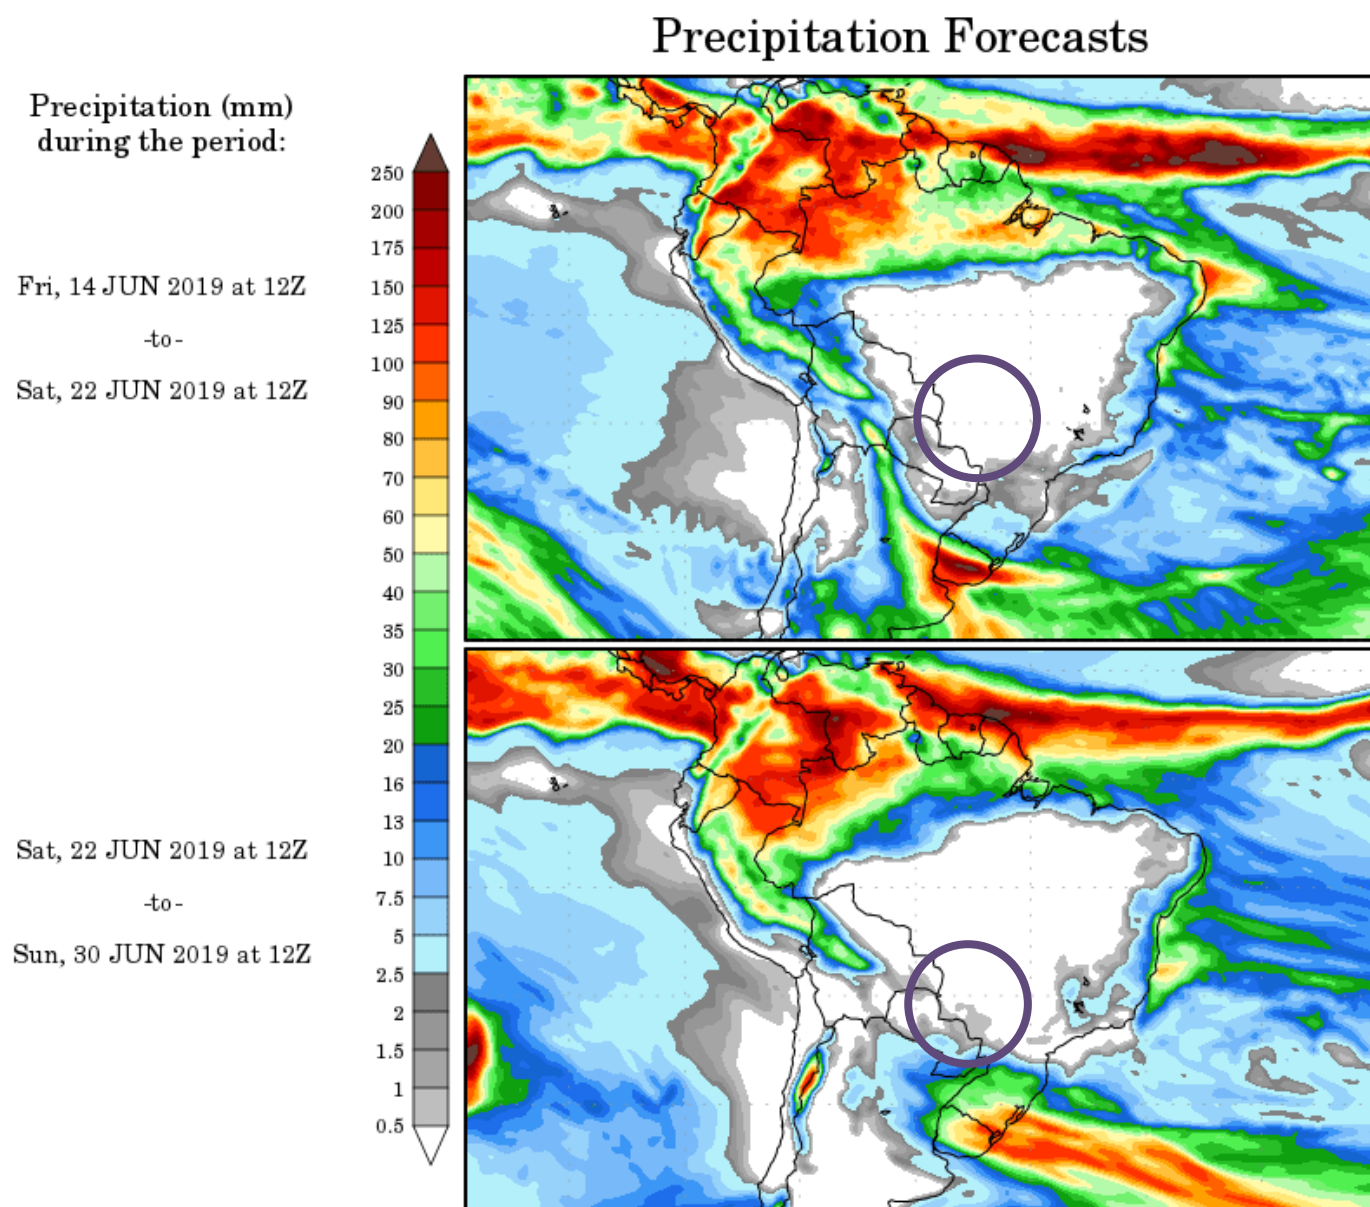 Precipitation Forecasts
Precipitation (mm)
during the period:
Fri, 14 JUN 2019 at 12Z
-to-
Sat, 22 JUN 2019 at 12Z
250
200
175
150
125
100
90
80
70
60
50
40
35
30
25
20
16
13
10
7.5
5
2.5
2
1.5
1
0.5
Sat, 22 JUN 2019 at 12Z
-to-
Sun, 30 JUN 2019 at 12Z